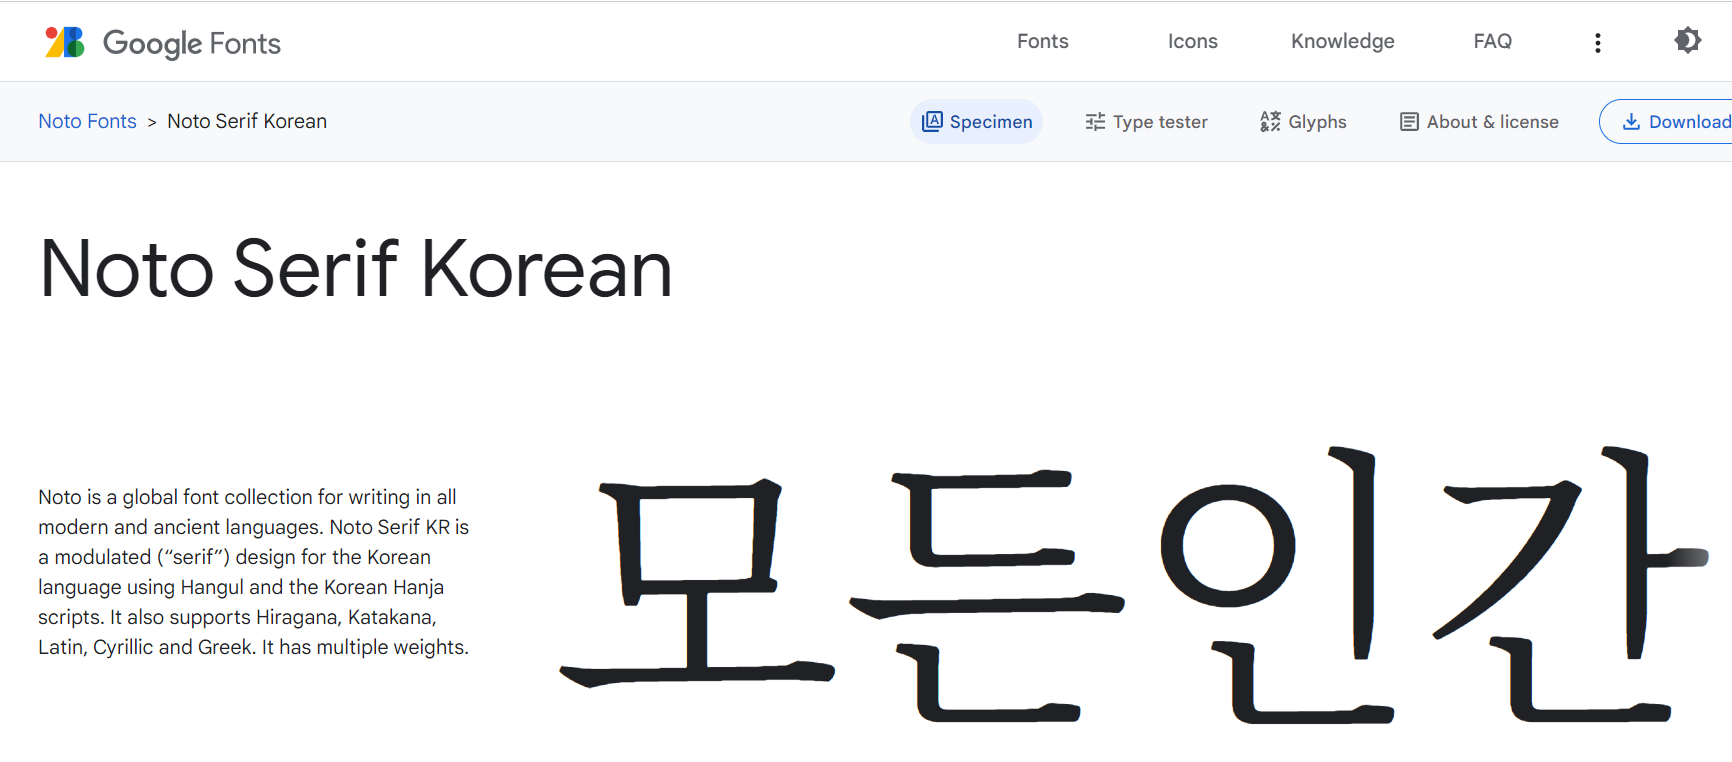 Google Fonts
Fonts Icons Knowledge FAQ
Noto Fonts > Noto Serif Korean
Specimen Type tester Glyphs About & license Download
Noto Serif Korean
Noto is a global font collection for writing in all
modern and ancient languages. Noto Serif KR is
a modulated (“serif”) design for the Korean
language using Hangul and the Korean Hanja
scripts. It also supports Hiragana, Katakana,
Latin, Cyrillic and Greek. It has multiple weights.
모든인간